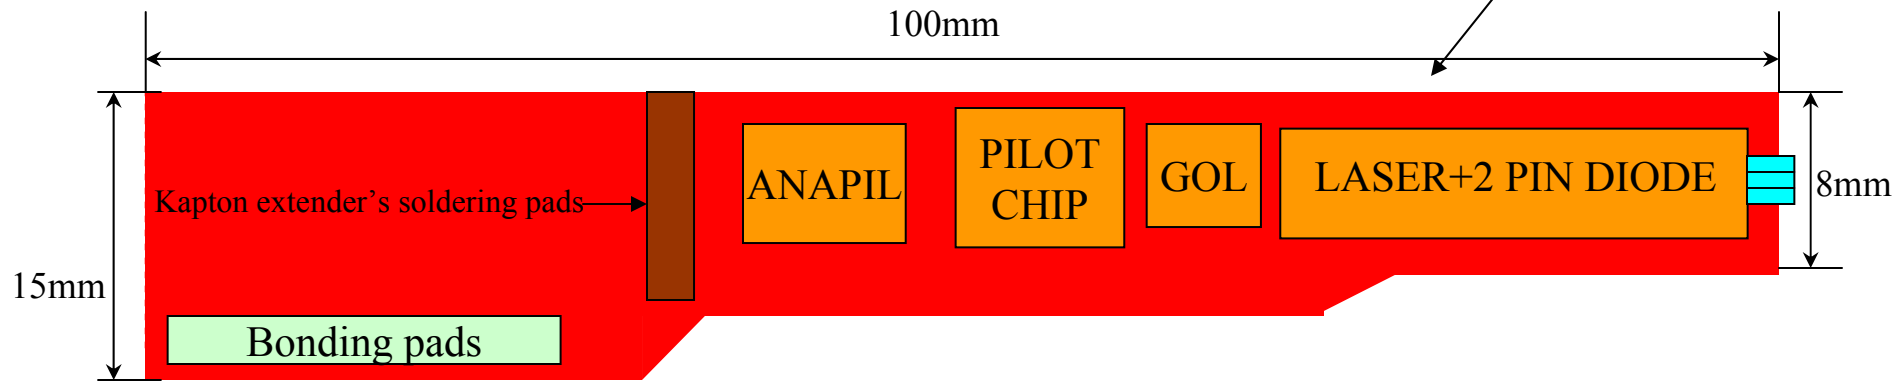 100mm
ANAPIL
PILOT
CHIP
GOL
LASER+2 PIN DIODE
8mm
Kapton extender's soldering pads
15mm
Bonding pads